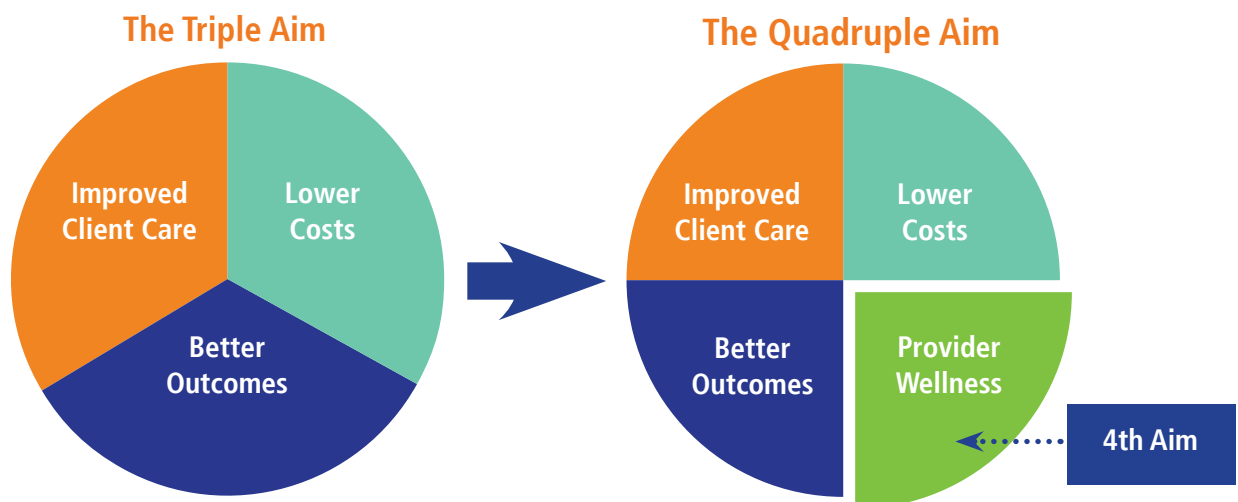 The Triple Aim
Improved
Client Care
Lower
Costs
Better
Outcomes
The Quadruple Aim
Improved
Client Care
Lower
Costs
Better
Outcomes
Provider
Wellness
4th Aim